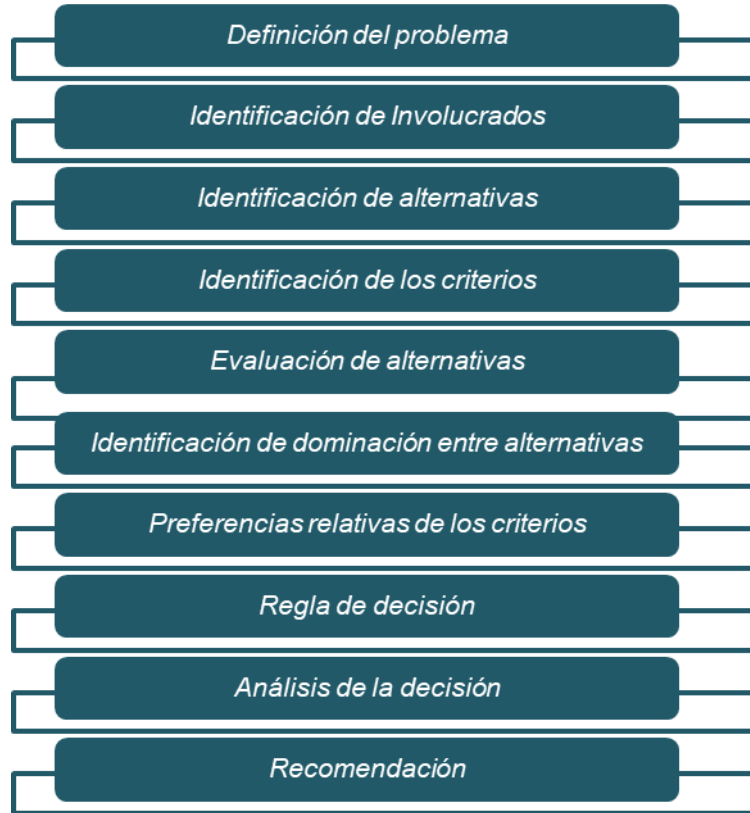 Definición del problema
Identificación de Involucrados
Identificación de alternativas
Identificación de los criterios
Evaluación de alternativas
Identificación de dominación entre alternativas
Preferencias relativas de los criterios
Regla de decisión
Análisis de la decisión
Recomendación